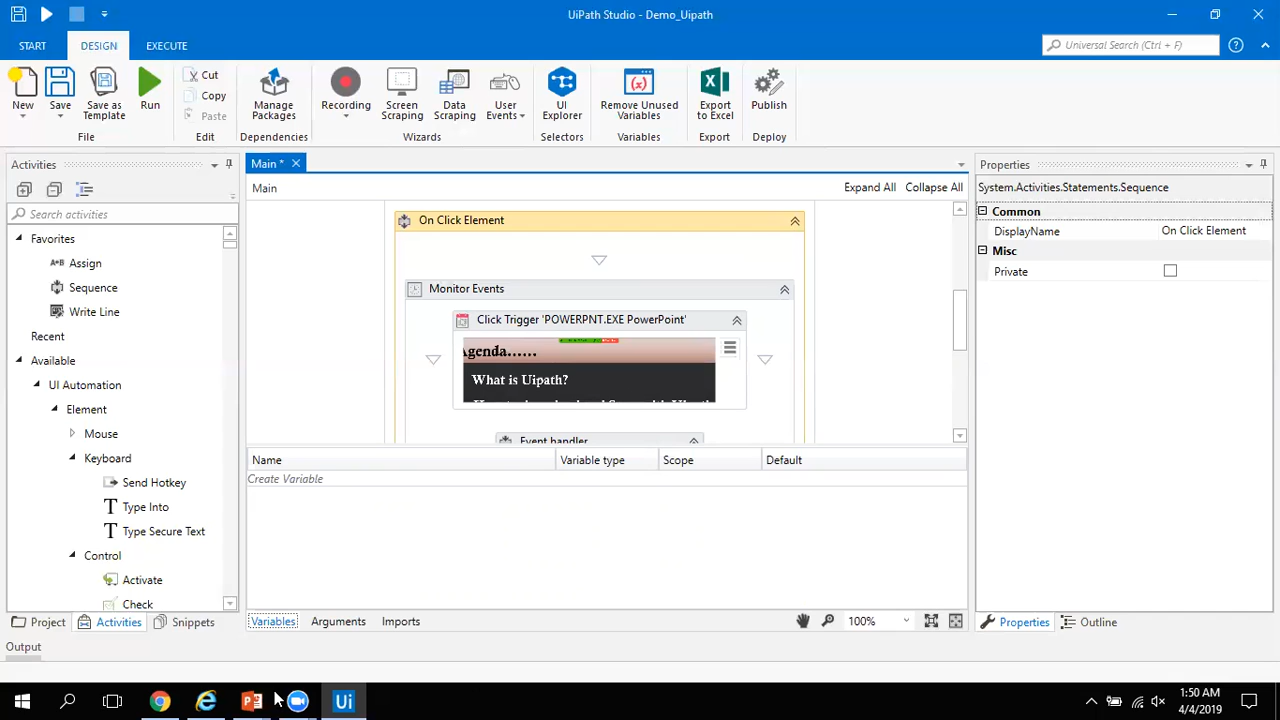 UiPath Studio - Demo_Uipath
START DESIGN EXECUTE Universal Search (Ctrl + F)
New Save Save as Template Run Cut Copy Paste Manage Packages Recording Screen Scraping Data Scraping User Events UI Explorer Remove Unused Variables Export to Excel Publish
File Edit Dependencies Wizards Selectors Variables Export Deploy
Activities
Search activities
Favorites
Assign
Sequence
Write Line
Recent
Available
UI Automation
Element
Mouse
Keyboard
Send Hotkey
Type Into
Type Secure Text
Control
Activate
Check
Project Activities Snippets
Main *
Main Expand All Collapse All
On Click Element
Monitor Events
Click Trigger 'POWERPNT.EXE PowerPoint'
Agenda......
What is Uipath?
Event handler
Name Variable type Scope Default
Create Variable
Variables Arguments Imports 100%
Properties
System.Activities.Statements.Sequence
Common
DisplayName On Click Element
Misc
Private
Properties Outline
Output
Ui
1:50 AM
4/4/2019